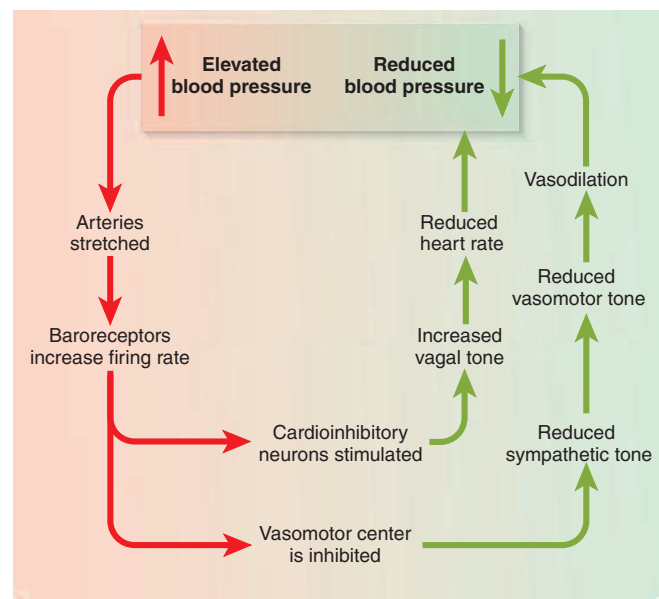 Elevated
blood pressure
Reduced
blood pressure
Arteries
stretched
Baroreceptors
increase firing rate
Cardioinhibitory
neurons stimulated
Vasomotor center
is inhibited
Increased
vagal tone
Reduced
heart rate
Reduced
sympathetic tone
Reduced
vasomotor tone
Vasodilation